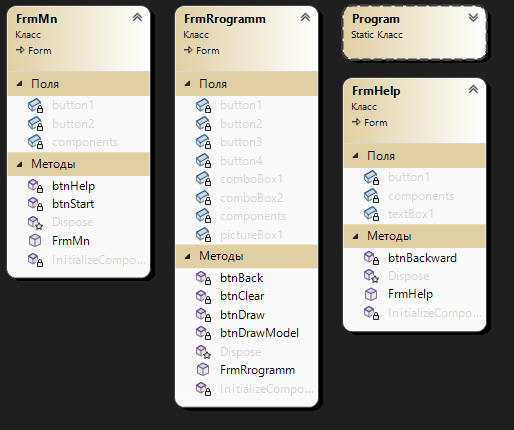 FrmMn
Класс
Form
Поля
button1
button2
components
Методы
btnHelp
btnStart
Dispose
FrmMn
InitializeCompo...
FrmRrogramm
Класс
Form
Поля
button1
button2
button3
button4
comboBox1
comboBox2
components
pictureBox1
Методы
btnBack
btnClear
btnDraw
btnDrawModel
Dispose
FrmRrogramm
InitializeCompo...
Program
Static Класс
FrmHelp
Класс
Form
Поля
button1
components
textBox1
Методы
btnBackward
Dispose
FrmHelp
InitializeCompo...